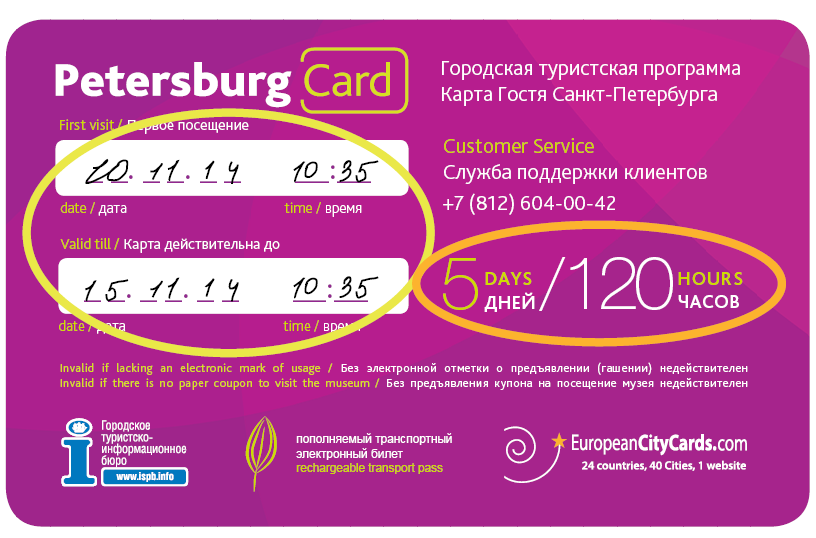 Petersburg Card
Городская туристская программа
Карта Гостя Санкт-Петербурга
First visit / Первое посещение
10.11.14 10:35
date / дата time / время
Customer Service
Служба поддержки клиентов
+7 (812) 604-00-42
Valid till / Карта действительна до
15.11.14 10:35
date / дата time / время
5 DAYS / 120 HOURS
ДНЕЙ ЧАСОВ
Invalid if lacking an electronic mark of usage / Без электронной отметки о предъявлении (гашении) недействителен
Invalid if there is no paper coupon to visit the museum / Без предъявления купона на посещение музея недействителен
Городское
туристско-
информационное
бюро
www.ispb.info
пополняемый транспортный
электронный билет
rechargeable transport pass
EuropeanCityCards.com
24 countries, 40 Cities, 1 website